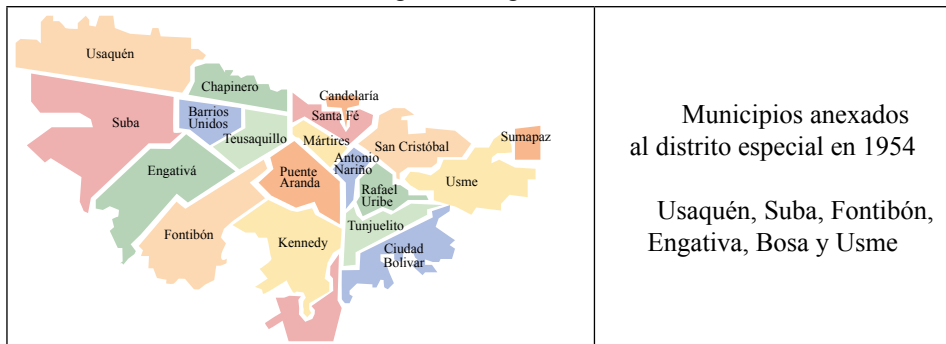 Usaquén
Chapinero
Candelaría
Suba
Barrios
Unidos
Santa Fé
Teusaquillo
Mártires
San Cristóbal
Sumapaz
Antonio
Nariño
Engativá
Puente
Aranda
Usme
Rafael
Uribe
Fontibón
Kennedy
Tunjuelito
Ciudad
Bolivar
Municipios anexados
al distrito especial en 1954
Usaquén, Suba, Fontibón,
Engativa, Bosa y Usme